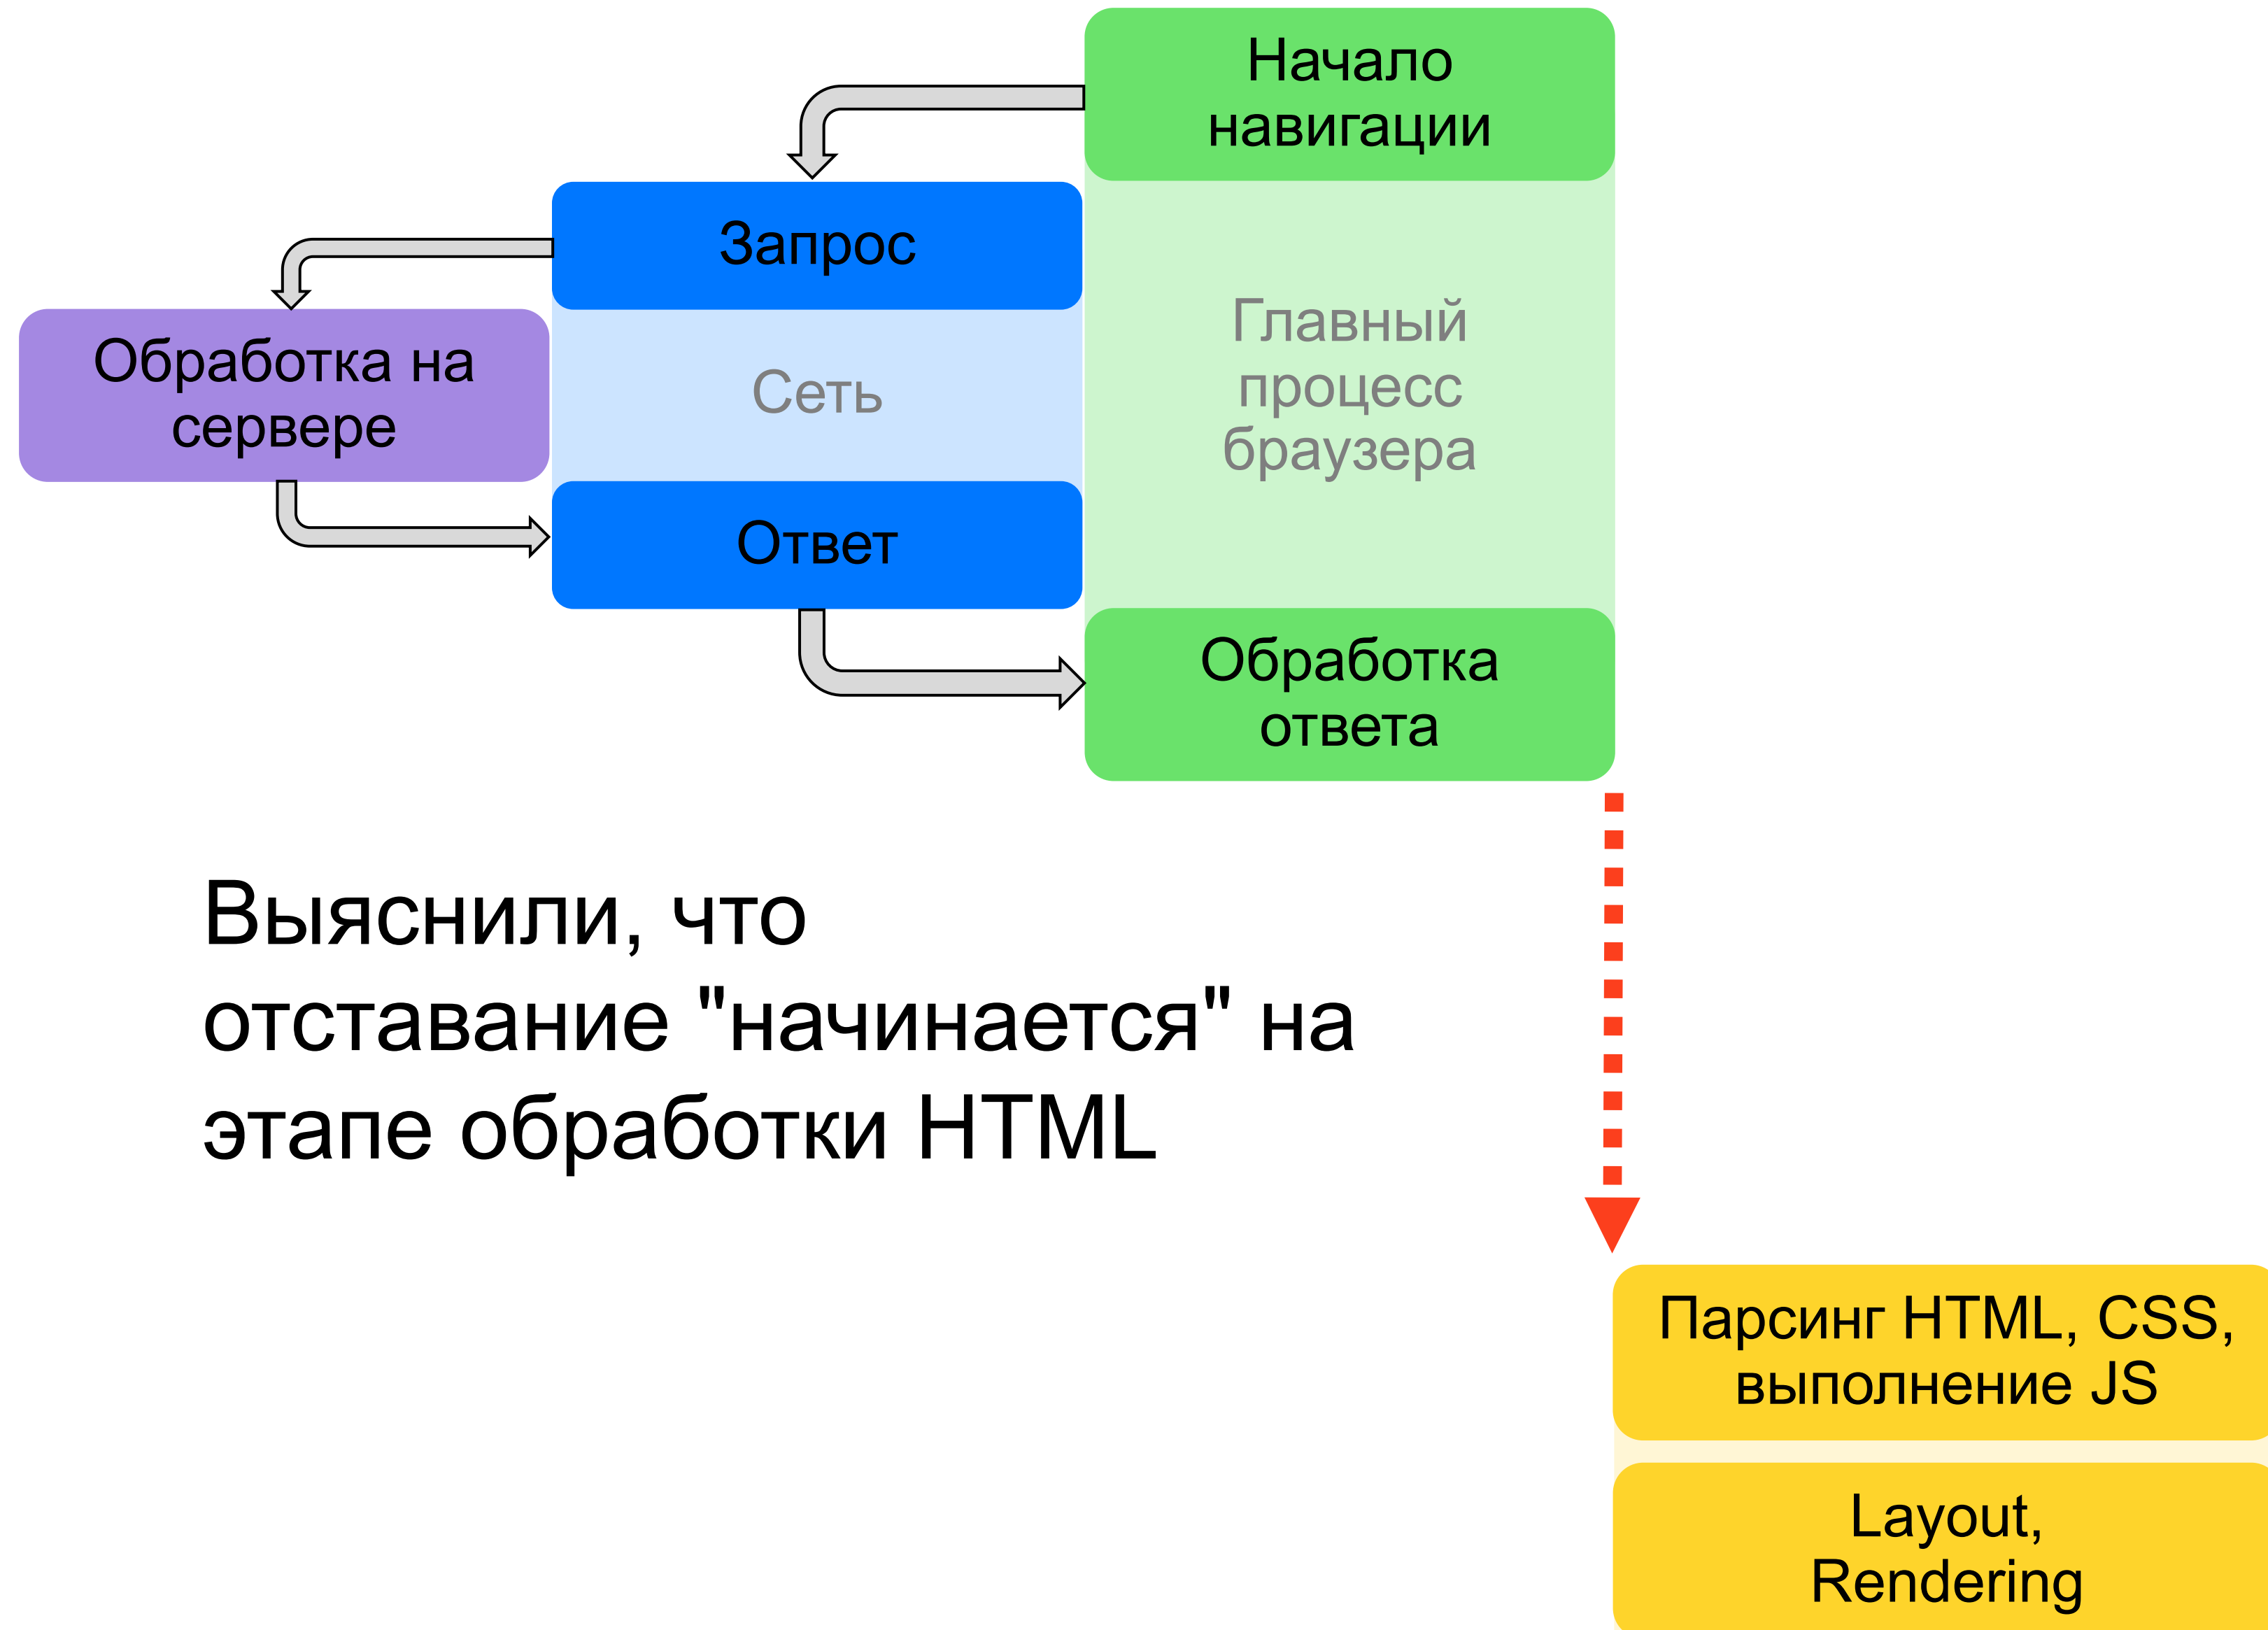 Начало
навигации
Запрос
Обработка на
сервере
Сеть
Главный
процесс
браузера
Ответ
Обработка
ответа
Выяснили, что
отставание "начинается" на
этапе обработки HTML
Парсинг HTML, CSS,
выполнение JS
Layout,
Rendering